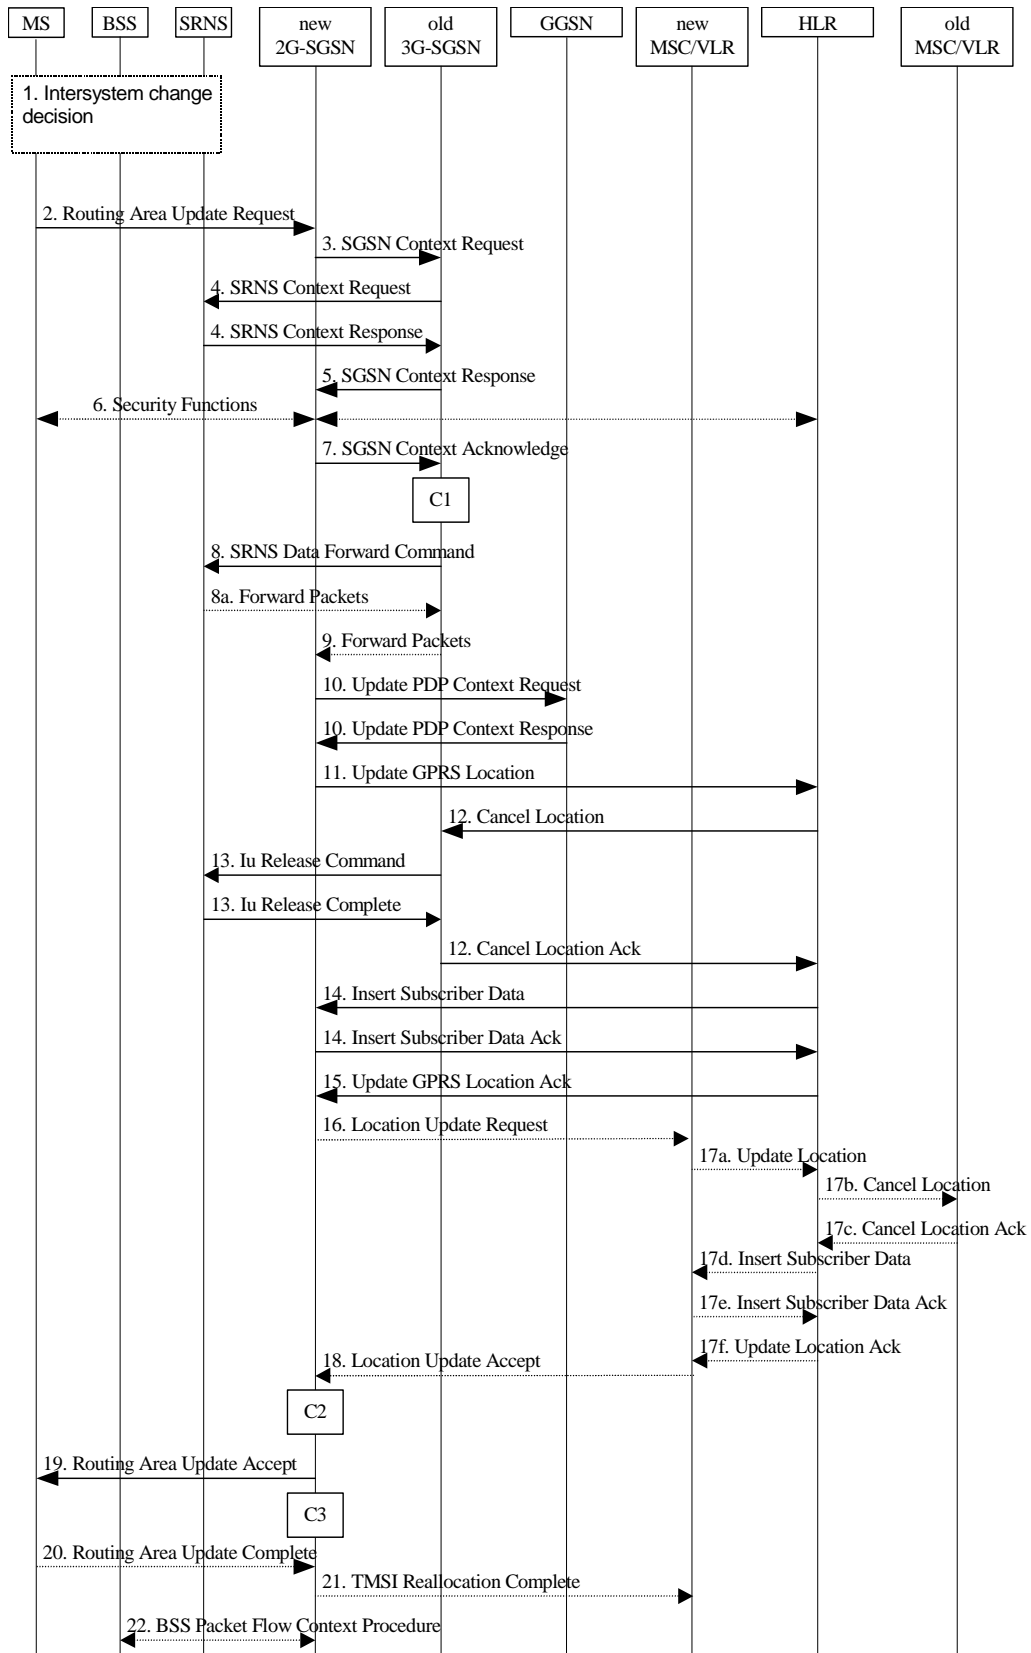 MS
BSS
SRNS
new
2G-SGSN
old
3G-SGSN
GGSN
new
MSC/VLR
HLR
old
MSC/VLR
1. Intersystem change
decision
2. Routing Area Update Request
3. SGSN Context Request
4. SRNS Context Request
4. SRNS Context Response
5. SGSN Context Response
6. Security Functions
7. SGSN Context Acknowledge
C1
8. SRNS Data Forward Command
8a. Forward Packets
9. Forward Packets
10. Update PDP Context Request
10. Update PDP Context Response
11. Update GPRS Location
12. Cancel Location
13. Iu Release Command
13. Iu Release Complete
12. Cancel Location Ack
14. Insert Subscriber Data
14. Insert Subscriber Data Ack
15. Update GPRS Location Ack
16. Location Update Request
17a. Update Location
17b. Cancel Location
17c. Cancel Location Ack
17d. Insert Subscriber Data
17e. Insert Subscriber Data Ack
17f. Update Location Ack
18. Location Update Accept
C2
19. Routing Area Update Accept
C3
20. Routing Area Update Complete
21. TMSI Reallocation Complete
22. BSS Packet Flow Context Procedure